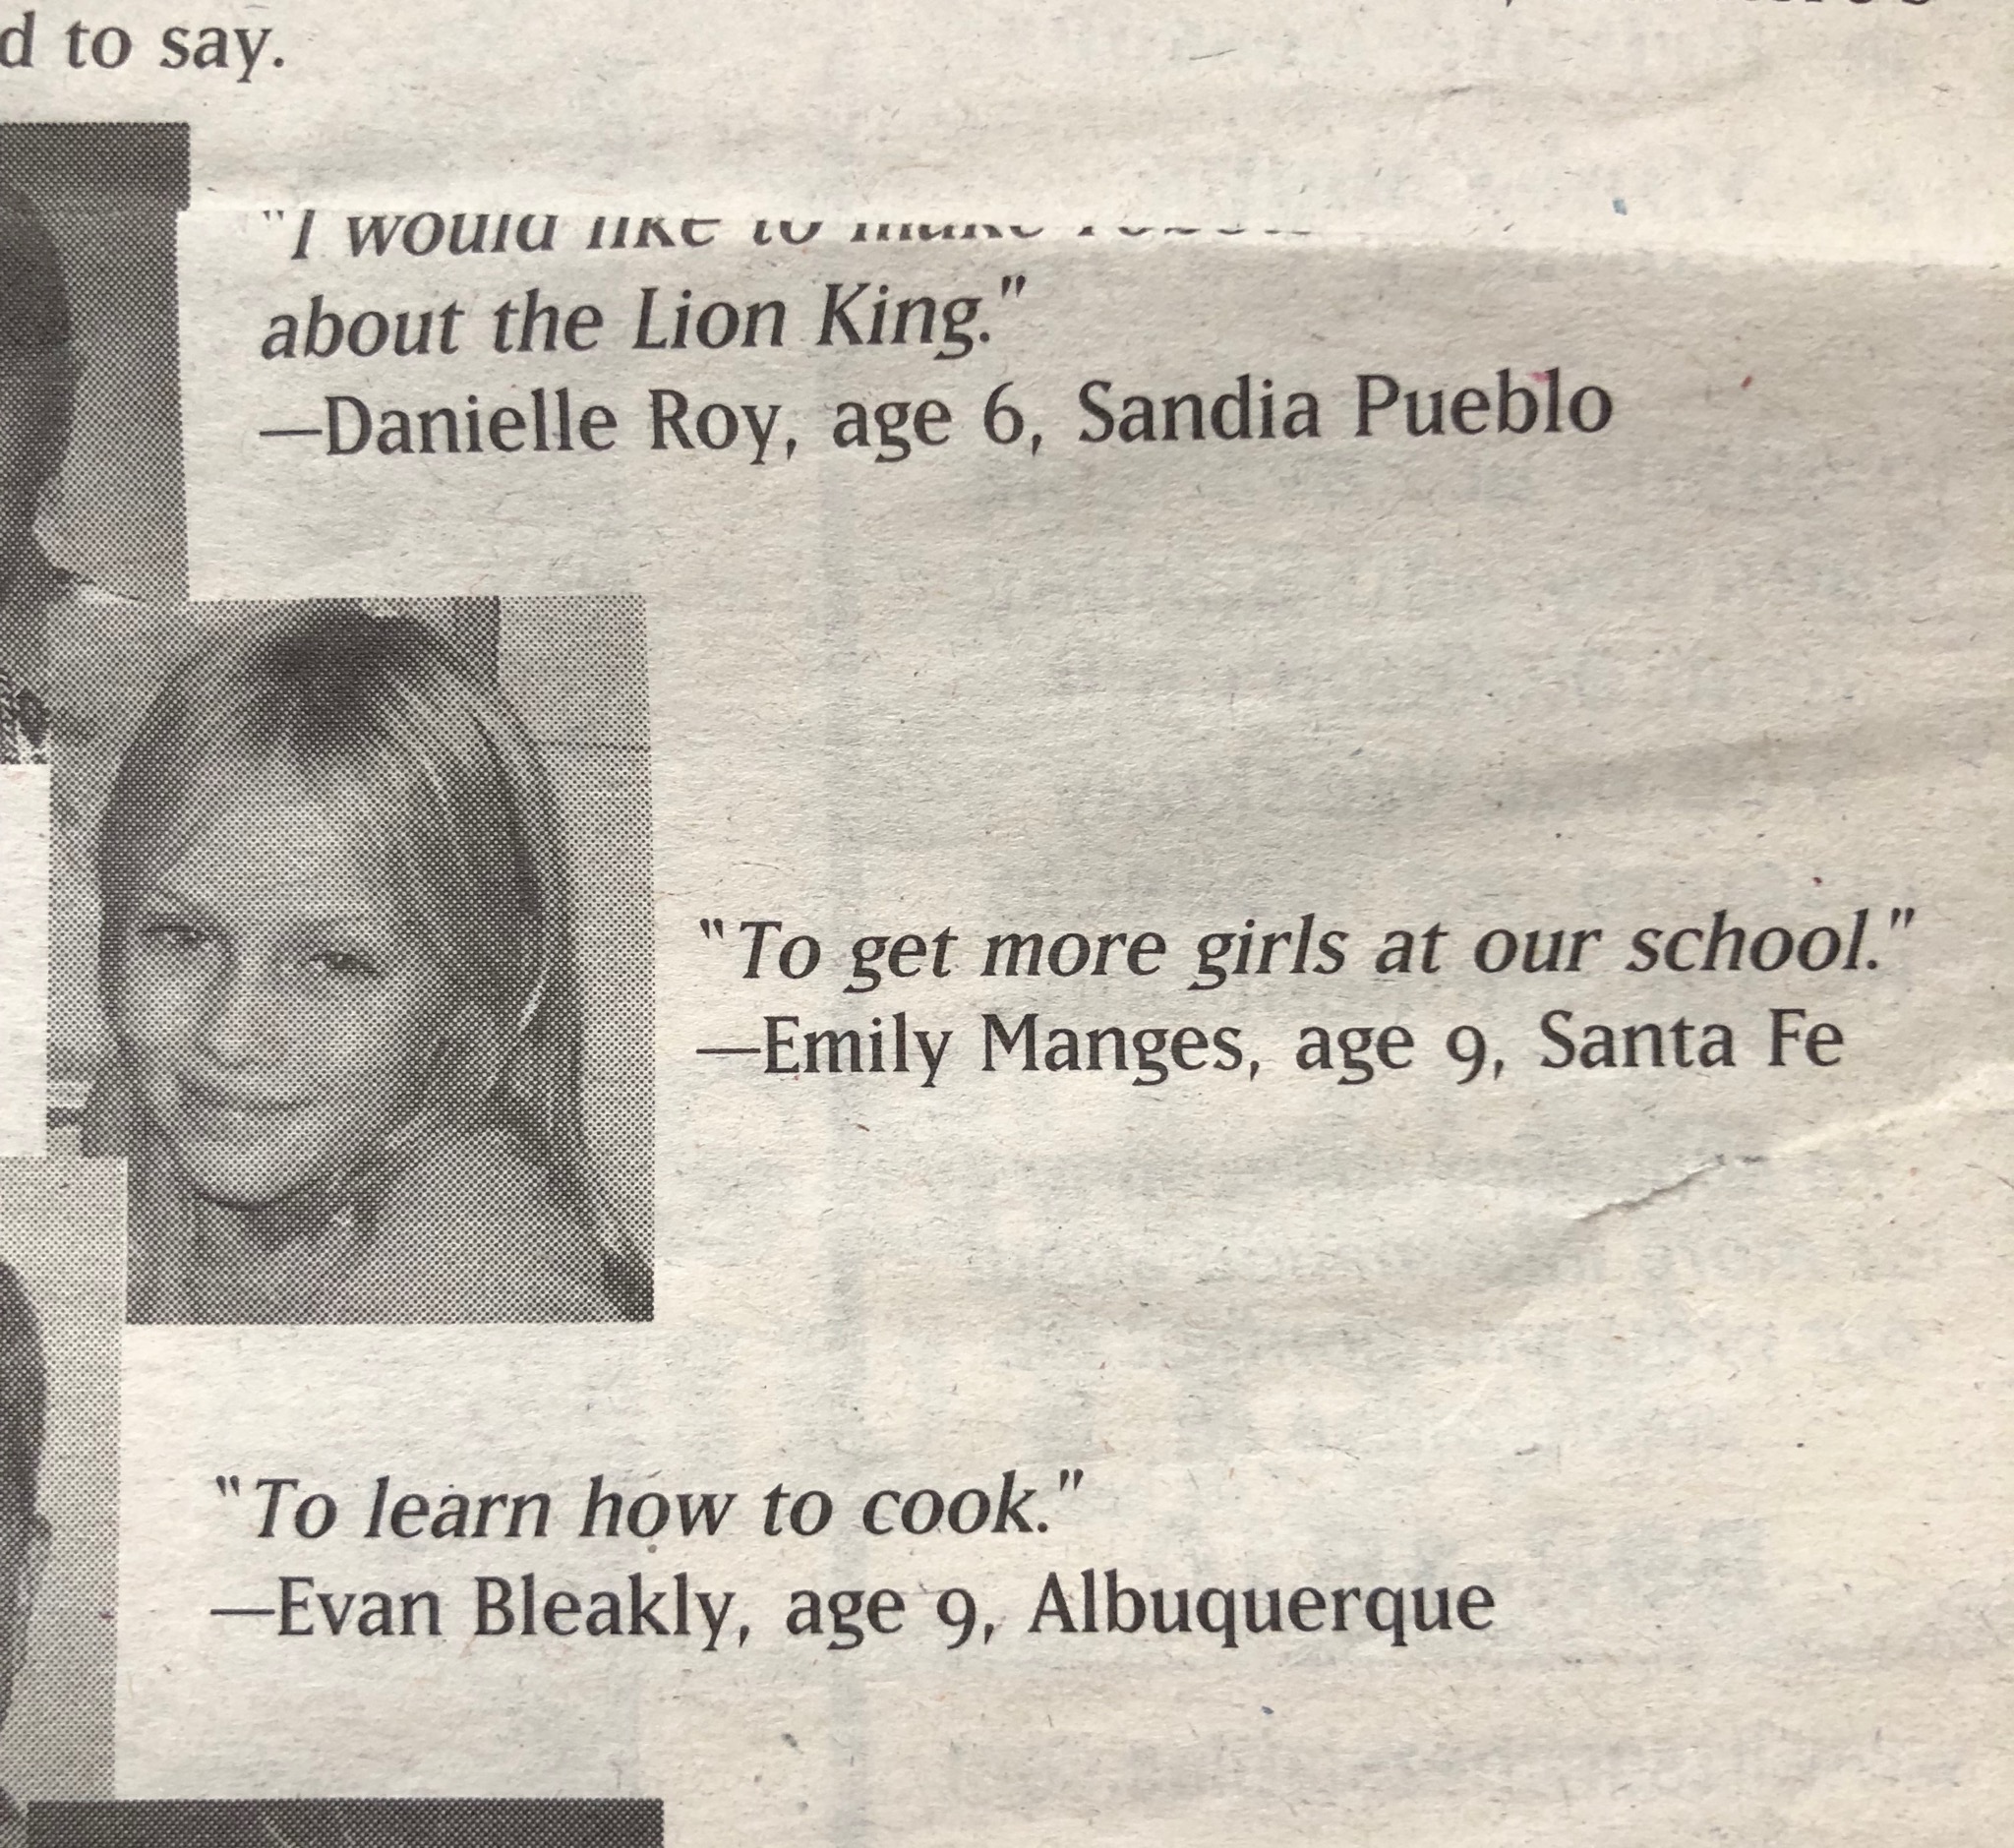 d to say.
"I would like to make
about the Lion King."
—Danielle Roy, age 6, Sandia Pueblo
"To get more girls at our school."
—Emily Manges, age 9, Santa Fe
"To learn how to cook."
—Evan Bleakly, age 9, Albuquerque